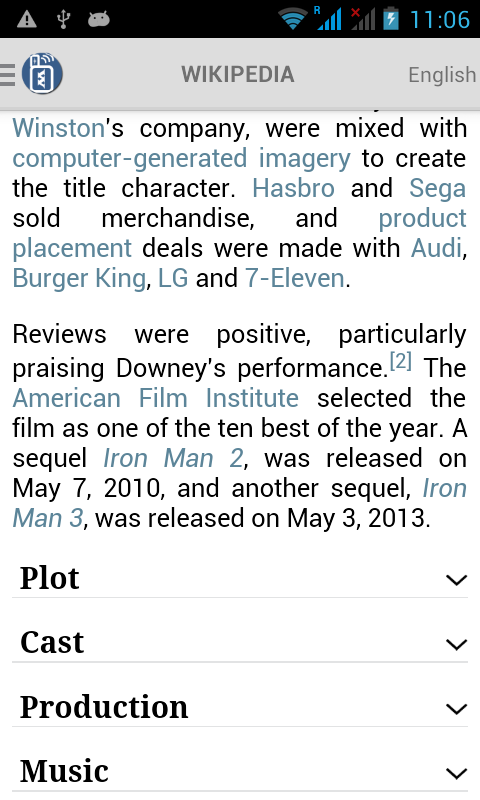 R
11:06
WIKIPEDIA
English
Winston's company, were mixed with
computer-generated imagery to create
the title character. Hasbro and Sega
sold merchandise, and product
placement deals were made with Audi,
Burger King, LG and 7-Eleven.
Reviews were positive, particularly
praising Downey's performance.[2] The
American Film Institute selected the
film as one of the ten best of the year. A
sequel Iron Man 2, was released on
May 7, 2010, and another sequel, Iron
Man 3, was released on May 3, 2013.
Plot
Cast
Production
Music